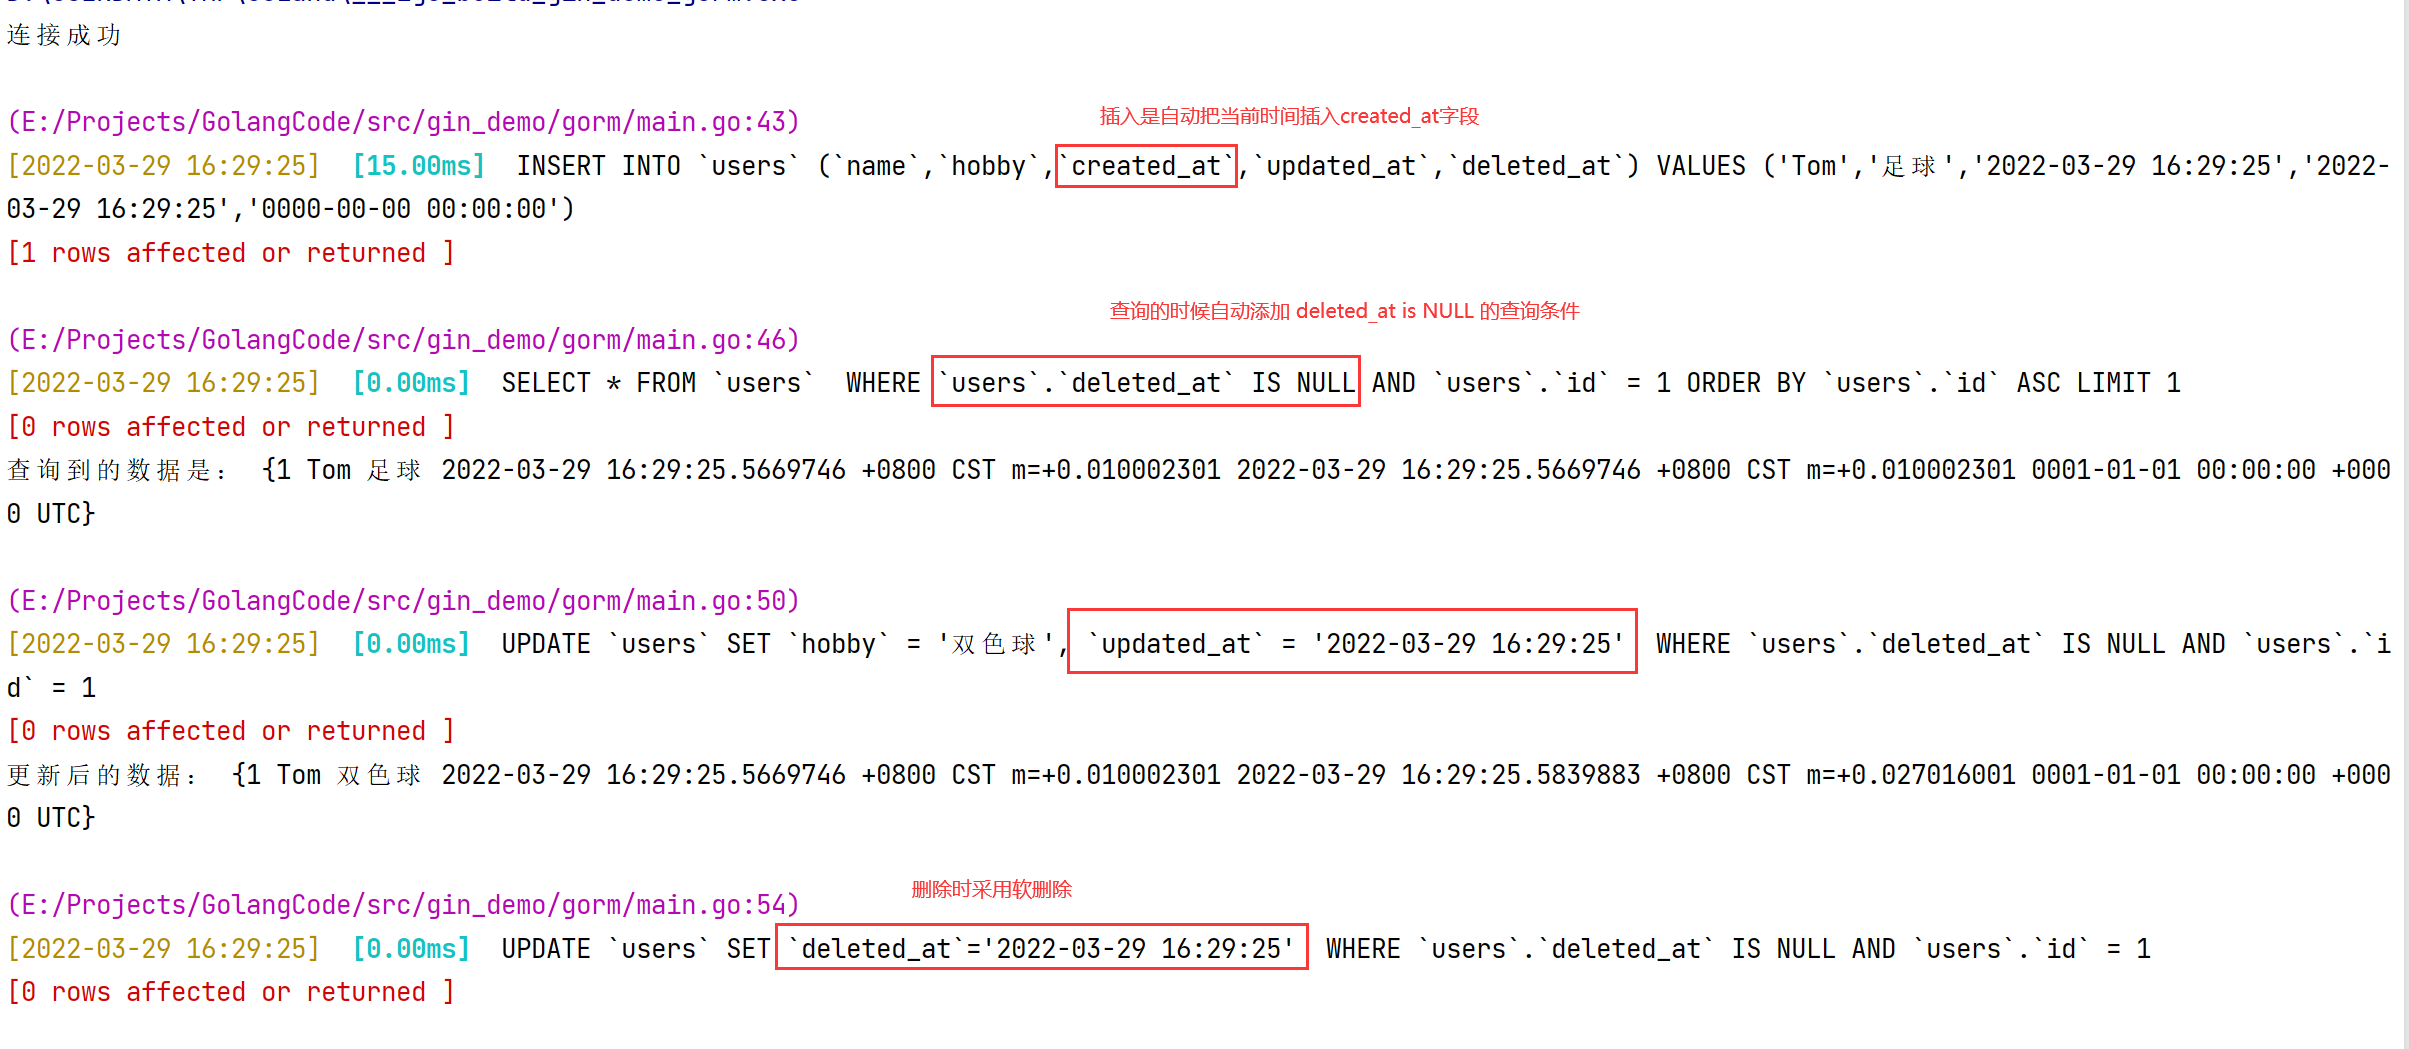 连接成功
(E:/Projects/GolangCode/src/gin_demo/gorm/main.go:43)
插入是自动把当前时间插入created_at字段
[2022-03-29 16:29:25]  [15.00ms]  INSERT INTO `users` (`name`,`hobby`,`created_at`,`updated_at`,`deleted_at`) VALUES ('Tom','足球','2022-03-29 16:29:25','2022-
03-29 16:29:25','0000-00-00 00:00:00')
[1 rows affected or returned ]
查询的时候自动添加 deleted_at is NULL 的查询条件
(E:/Projects/GolangCode/src/gin_demo/gorm/main.go:46)
[2022-03-29 16:29:25]  [0.00ms]  SELECT * FROM `users`  WHERE `users`.`deleted_at` IS NULL AND `users`.`id` = 1 ORDER BY `users`.`id` ASC LIMIT 1
[0 rows affected or returned ]
查询到的数据是： {1 Tom 足球 2022-03-29 16:29:25.5669746 +0800 CST m=+0.010002301 2022-03-29 16:29:25.5669746 +0800 CST m=+0.010002301 0001-01-01 00:00:00 +000
0 UTC}
(E:/Projects/GolangCode/src/gin_demo/gorm/main.go:50)
[2022-03-29 16:29:25]  [0.00ms]  UPDATE `users` SET `hobby` = '双色球', `updated_at` = '2022-03-29 16:29:25'  WHERE `users`.`deleted_at` IS NULL AND `users`.`i
d` = 1
[0 rows affected or returned ]
更新后的数据： {1 Tom 双色球 2022-03-29 16:29:25.5669746 +0800 CST m=+0.010002301 2022-03-29 16:29:25.5839883 +0800 CST m=+0.027016001 0001-01-01 00:00:00 +000
0 UTC}
删除时采用软删除
(E:/Projects/GolangCode/src/gin_demo/gorm/main.go:54)
[2022-03-29 16:29:25]  [0.00ms]  UPDATE `users` SET `deleted_at`='2022-03-29 16:29:25'  WHERE `users`.`deleted_at` IS NULL AND `users`.`id` = 1
[0 rows affected or returned ]